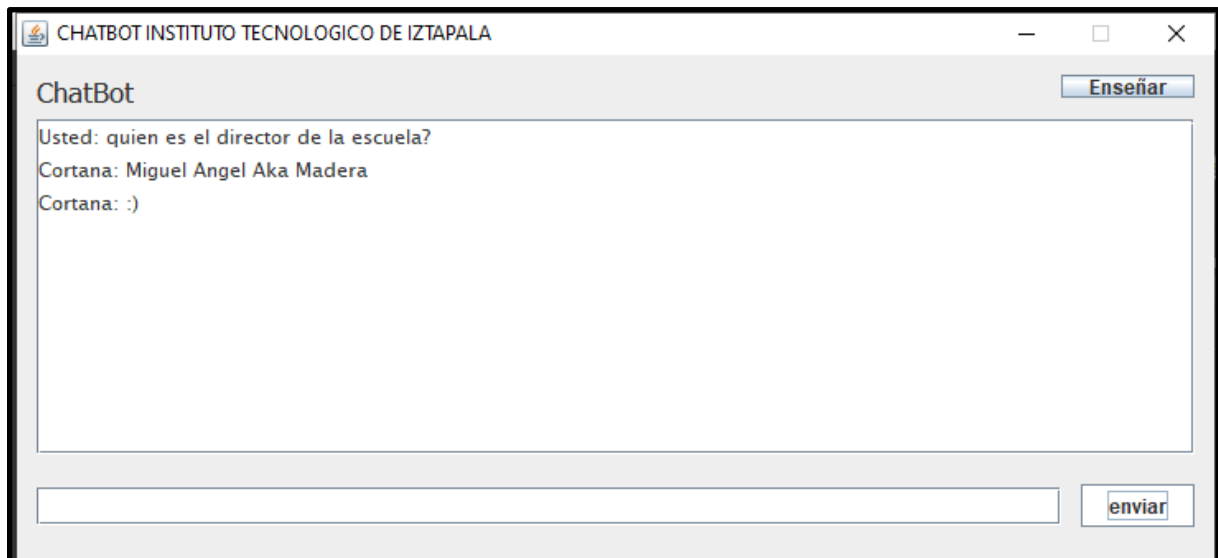 CHATBOT INSTITUTO TECNOLOGICO DE IZTAPALA
ChatBot
Enseñar
Usted: quien es el director de la escuela?
Cortana: Miguel Angel Aka Madera
Cortana: :)
enviar